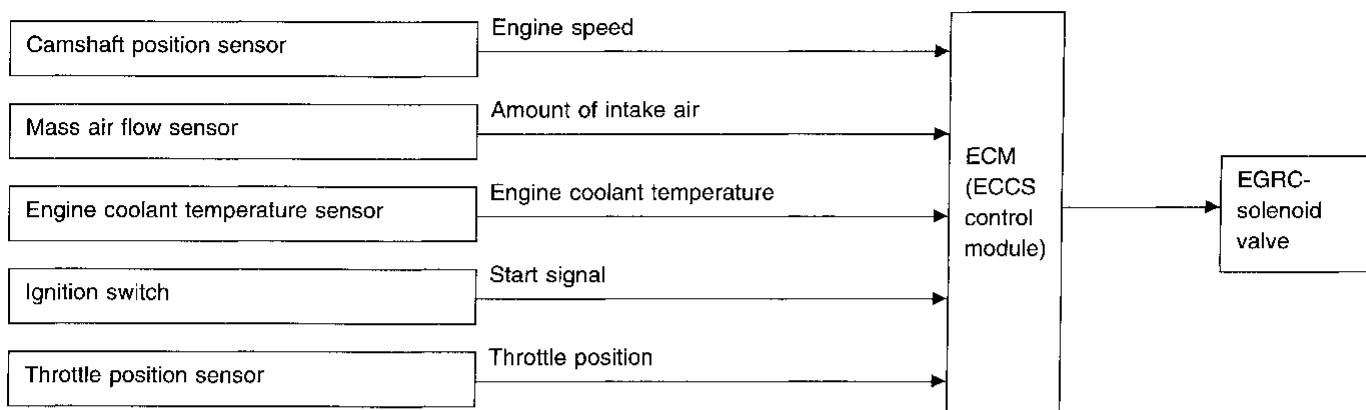 Camshaft position sensor
Engine speed
Mass air flow sensor
Amount of intake air
Engine coolant temperature sensor
Engine coolant temperature
Ignition switch
Start signal
Throttle position sensor
Throttle position
ECM
(ECCS
control
module)
EGRC-
solenoid
valve